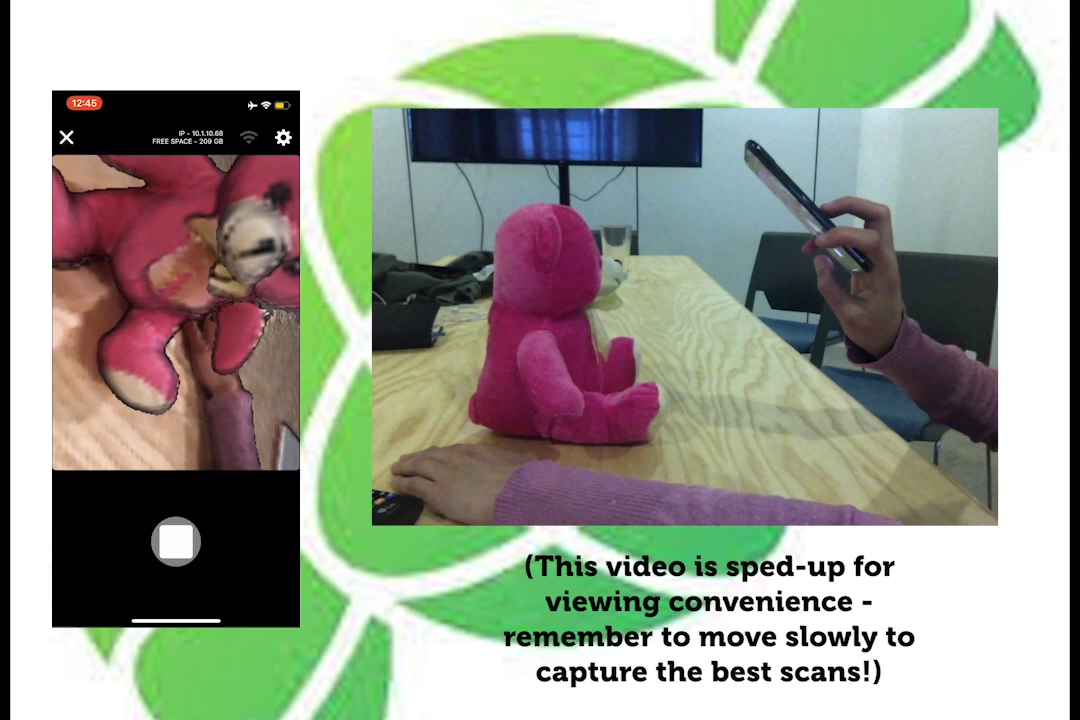 12:45
IP - 10.1.10.68
FREE SPACE - 209 GB
(This video is sped-up for
viewing convenience -
remember to move slowly to
capture the best scans!)